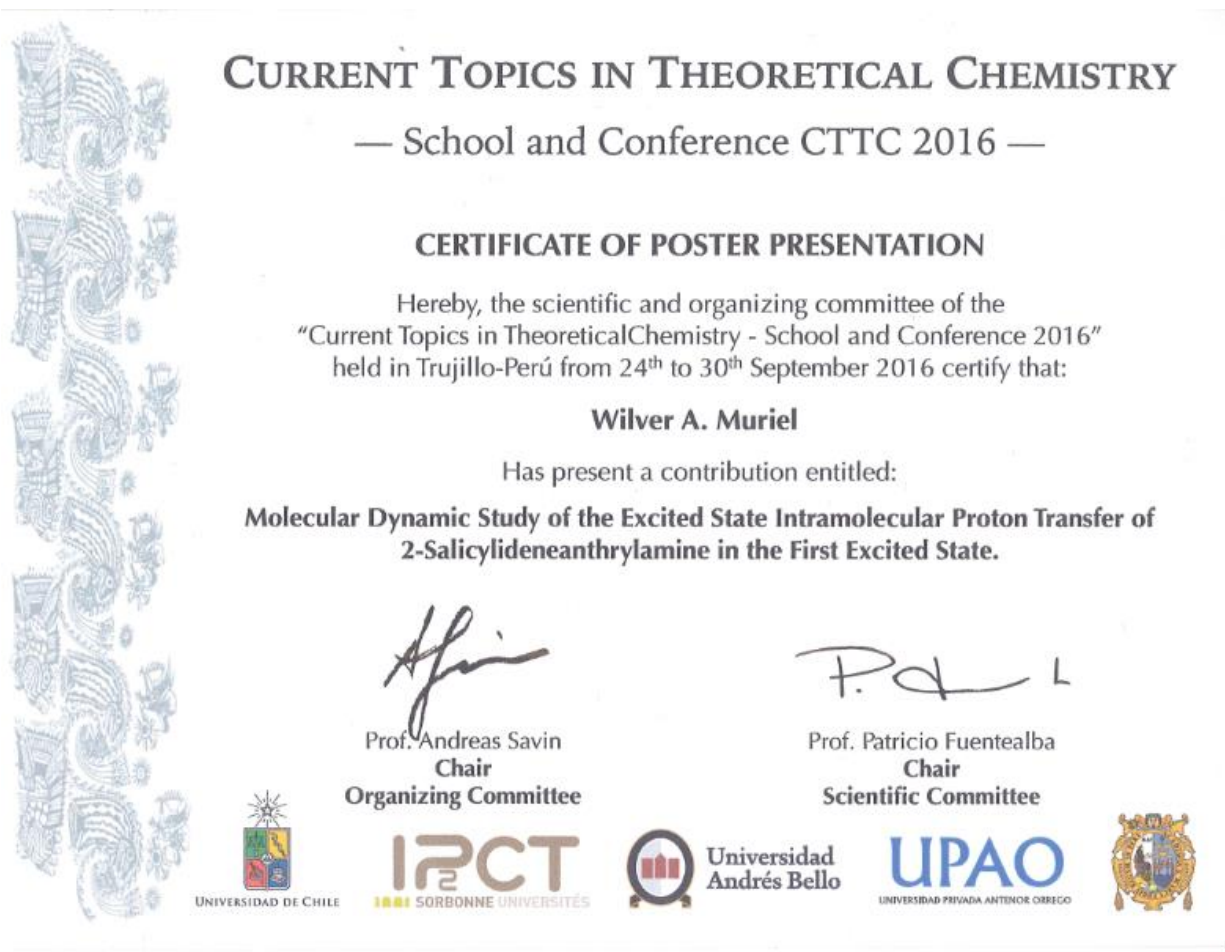 CURRENT TOPICS IN THEORETICAL CHEMISTRY
— School and Conference CTTC 2016 —
CERTIFICATE OF POSTER PRESENTATION
Hereby, the scientific and organizing committee of the
"Current Topics in TheoreticalChemistry - School and Conference 2016"
held in Trujillo-Perú from 24th to 30th September 2016 certify that:
Wilver A. Muriel
Has present a contribution entitled:
Molecular Dynamic Study of the Excited State Intramolecular Proton Transfer of
2-Salicylideneanthrylamine in the First Excited State.
Prof. Andreas Savin
Chair
Organizing Committee
Prof. Patricio Fuentealba
Chair
Scientific Committee
UNIVERSIDAD DE CHILE
SORBONNE UNIVERSITÉS
Universidad
Andrés Bello
UPAO
UNIVERSIDAD PRIVADA ANTENOR ORREGO